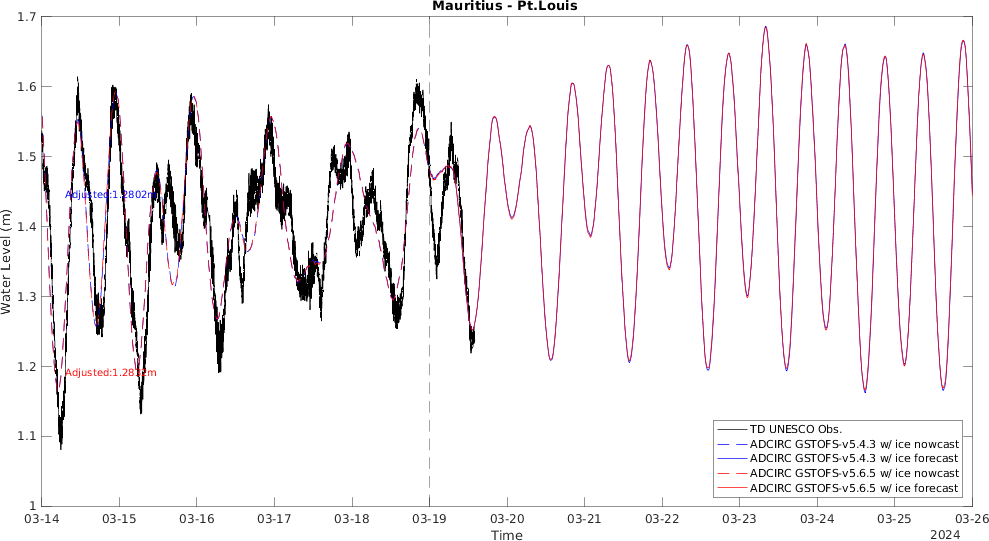 Mauritius - Pt.Louis
Water Level (m)
1.7
1.6
1.5
1.4
1.3
1.2
1.1
1
Adjusted:1.2802m
TD UNESCO Obs.
ADCIRC GSTOFS-v5.4.3 w/ ice nowcast
ADCIRC GSTOFS-v5.4.3 w/ ice forecast
ADCIRC GSTOFS-v5.6.5 w/ ice nowcast
ADCIRC GSTOFS-v5.6.5 w/ ice forecast
03-14 03-15 03-16 03-17 03-18 03-19 03-20 03-21 03-22 03-23 03-24 03-25 03-26
Time
2024